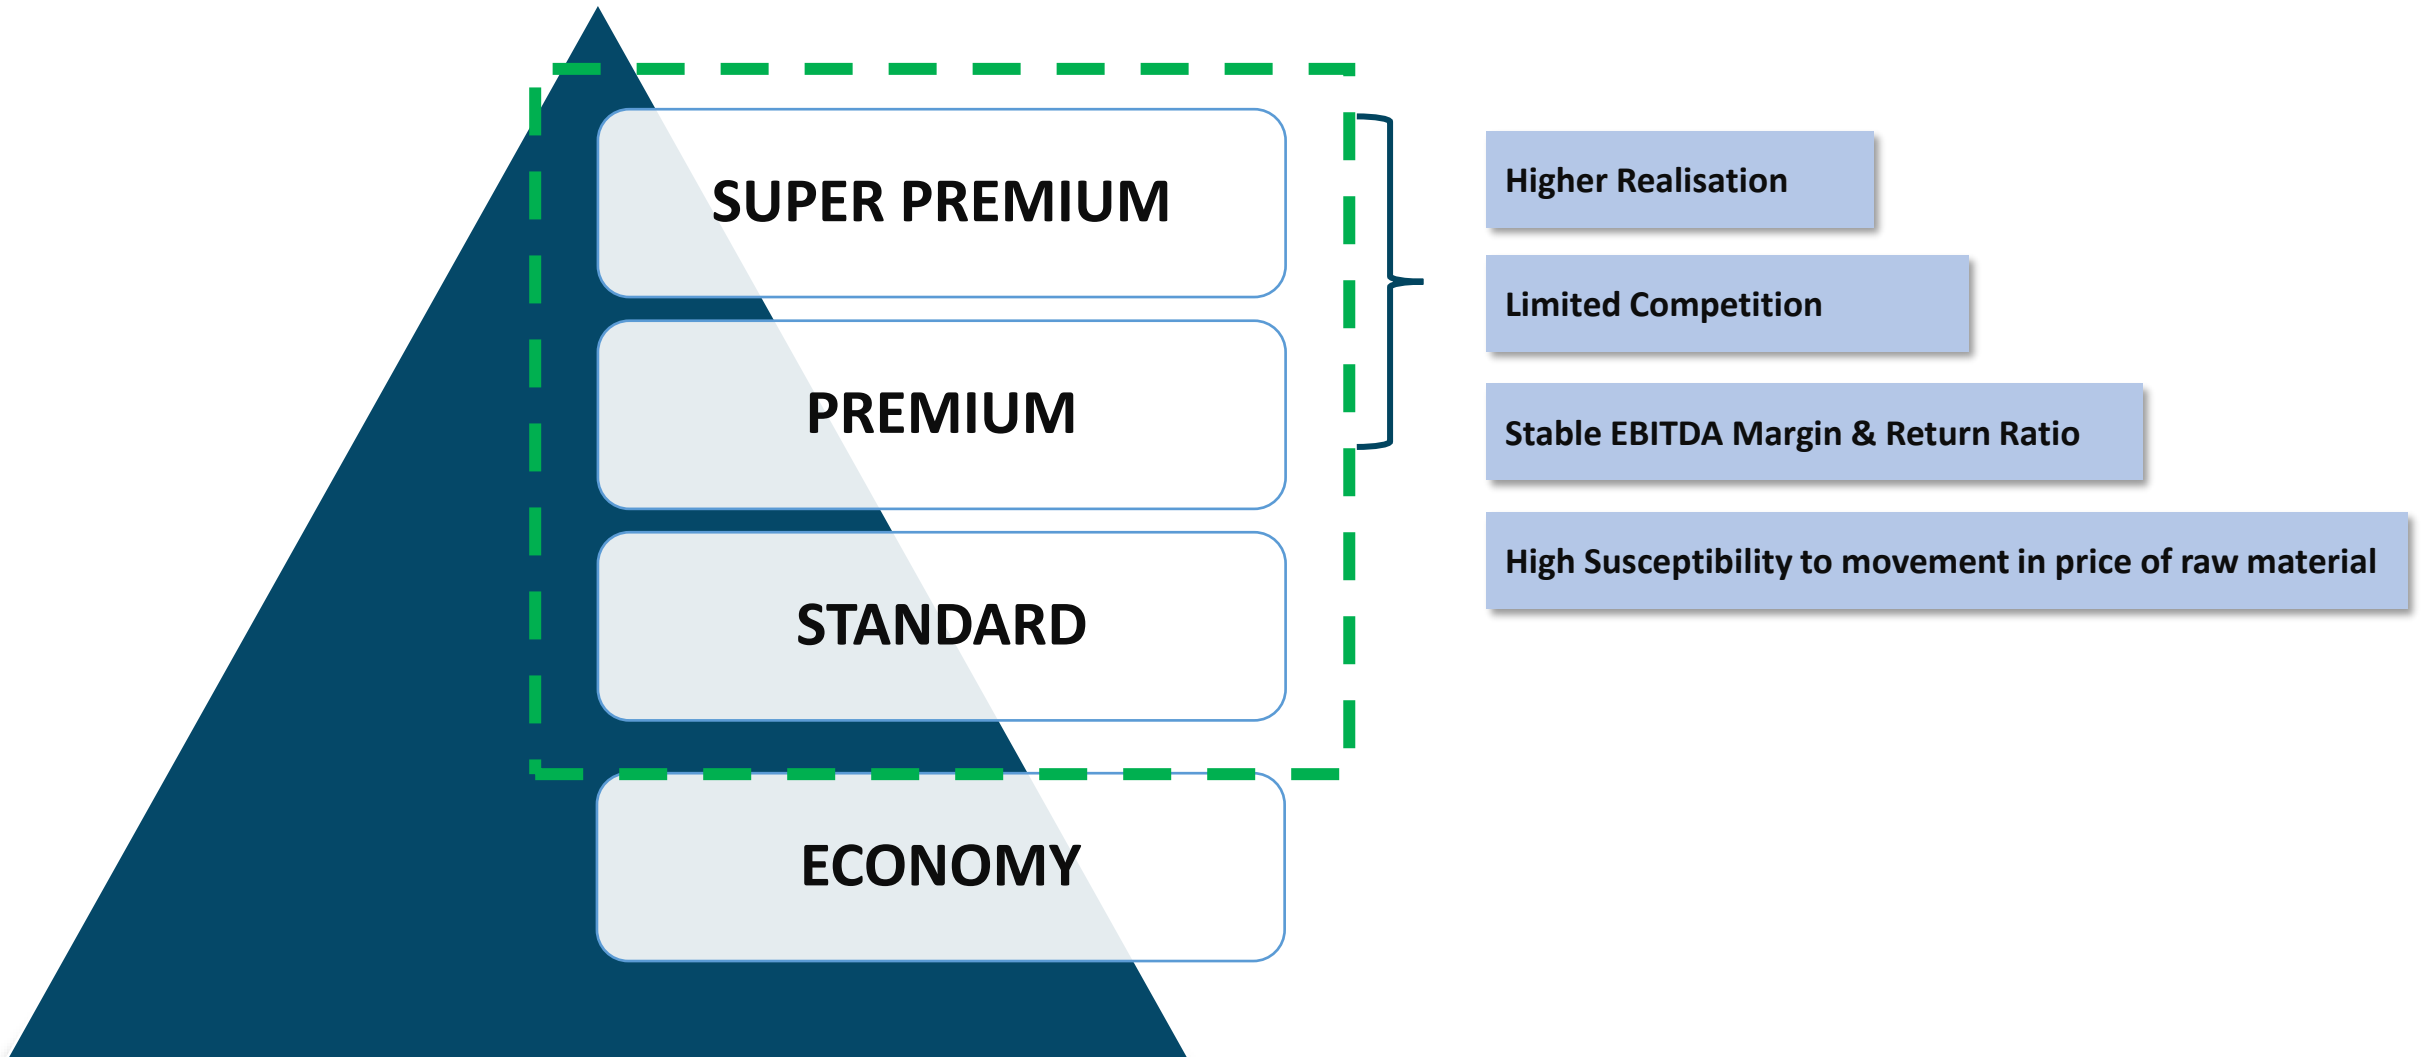 SUPER PREMIUM
PREMIUM
STANDARD
ECONOMY
Higher Realisation
Limited Competition
Stable EBITDA Margin & Return Ratio
High Susceptibility to movement in price of raw material